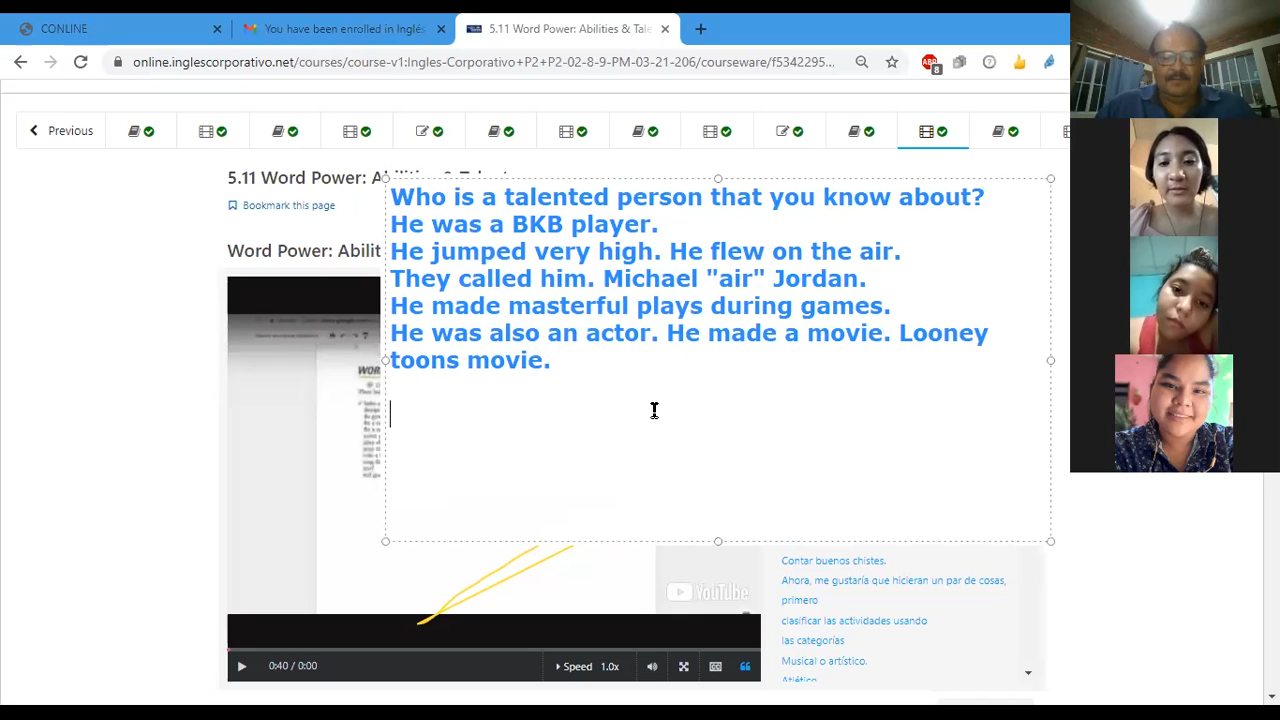 CONLINE
You have been enrolled in Inglés
5.11 Word Power: Abilities & Tale
online.inglescorporativo.net/courses/course-v1:Ingles-Corporativo+P2+P2-02-8-9-PM-03-21-206/courseware/f5342295...
8
Previous
5.11 Word Power: Abilities & Talent
Bookmark this page
Word Power: Abilit
Who is a talented person that you know about?
He was a BKB player.
He jumped very high. He flew on the air.
They called him. Michael "air" Jordan.
He made masterful plays during games.
He was also an actor. He made a movie. Looney
toons movie.
YouTube
Contar buenos chistes.
Ahora, me gustaría que hicieran un par de cosas,
primero
clasificar las actividades usando
las categorías
Musical o artístico.
Atlético
0:40 / 0:00
Speed 1.0x